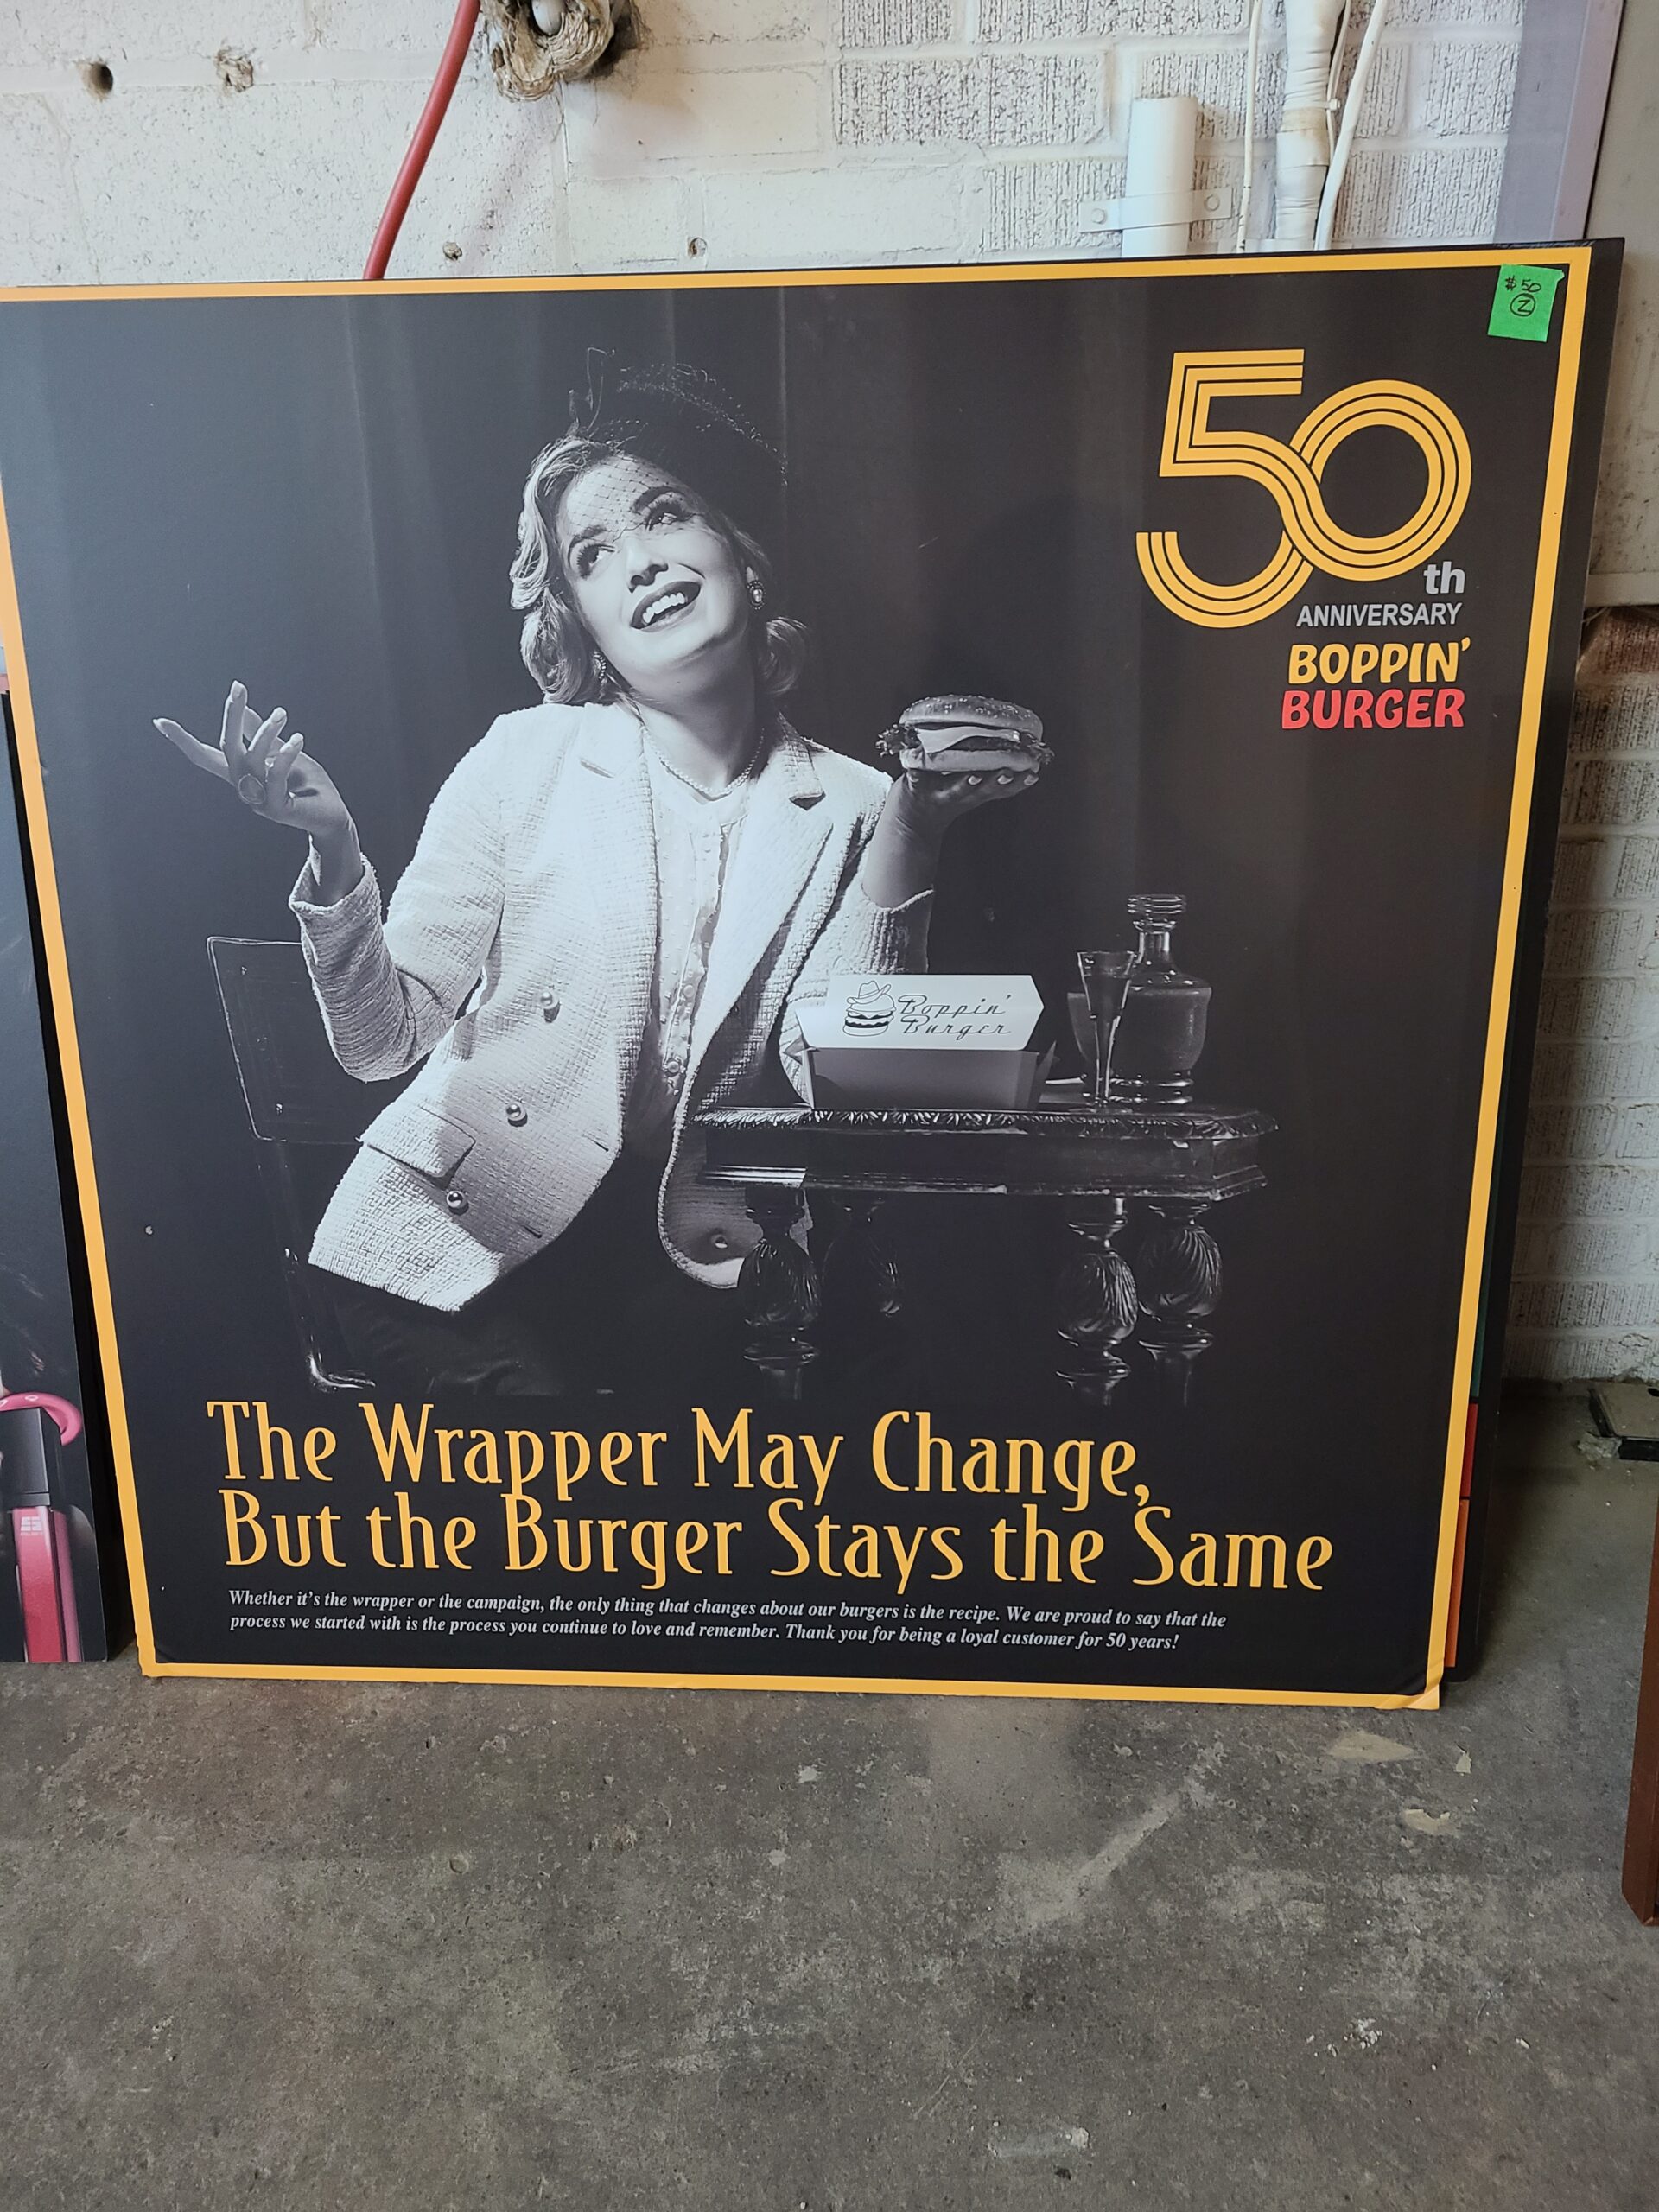 $50
Z
50
th
ANNIVERSARY
BOPPIN'
BURGER
Boppin'
Burger
The Wrapper May Change,
But the Burger Stays the Same
Whether it's the wrapper or the campaign, the only thing that changes about our burgers is the recipe. We are proud to say that the
process we started with is the process you continue to love and remember. Thank you for being a loyal customer for 50 years!